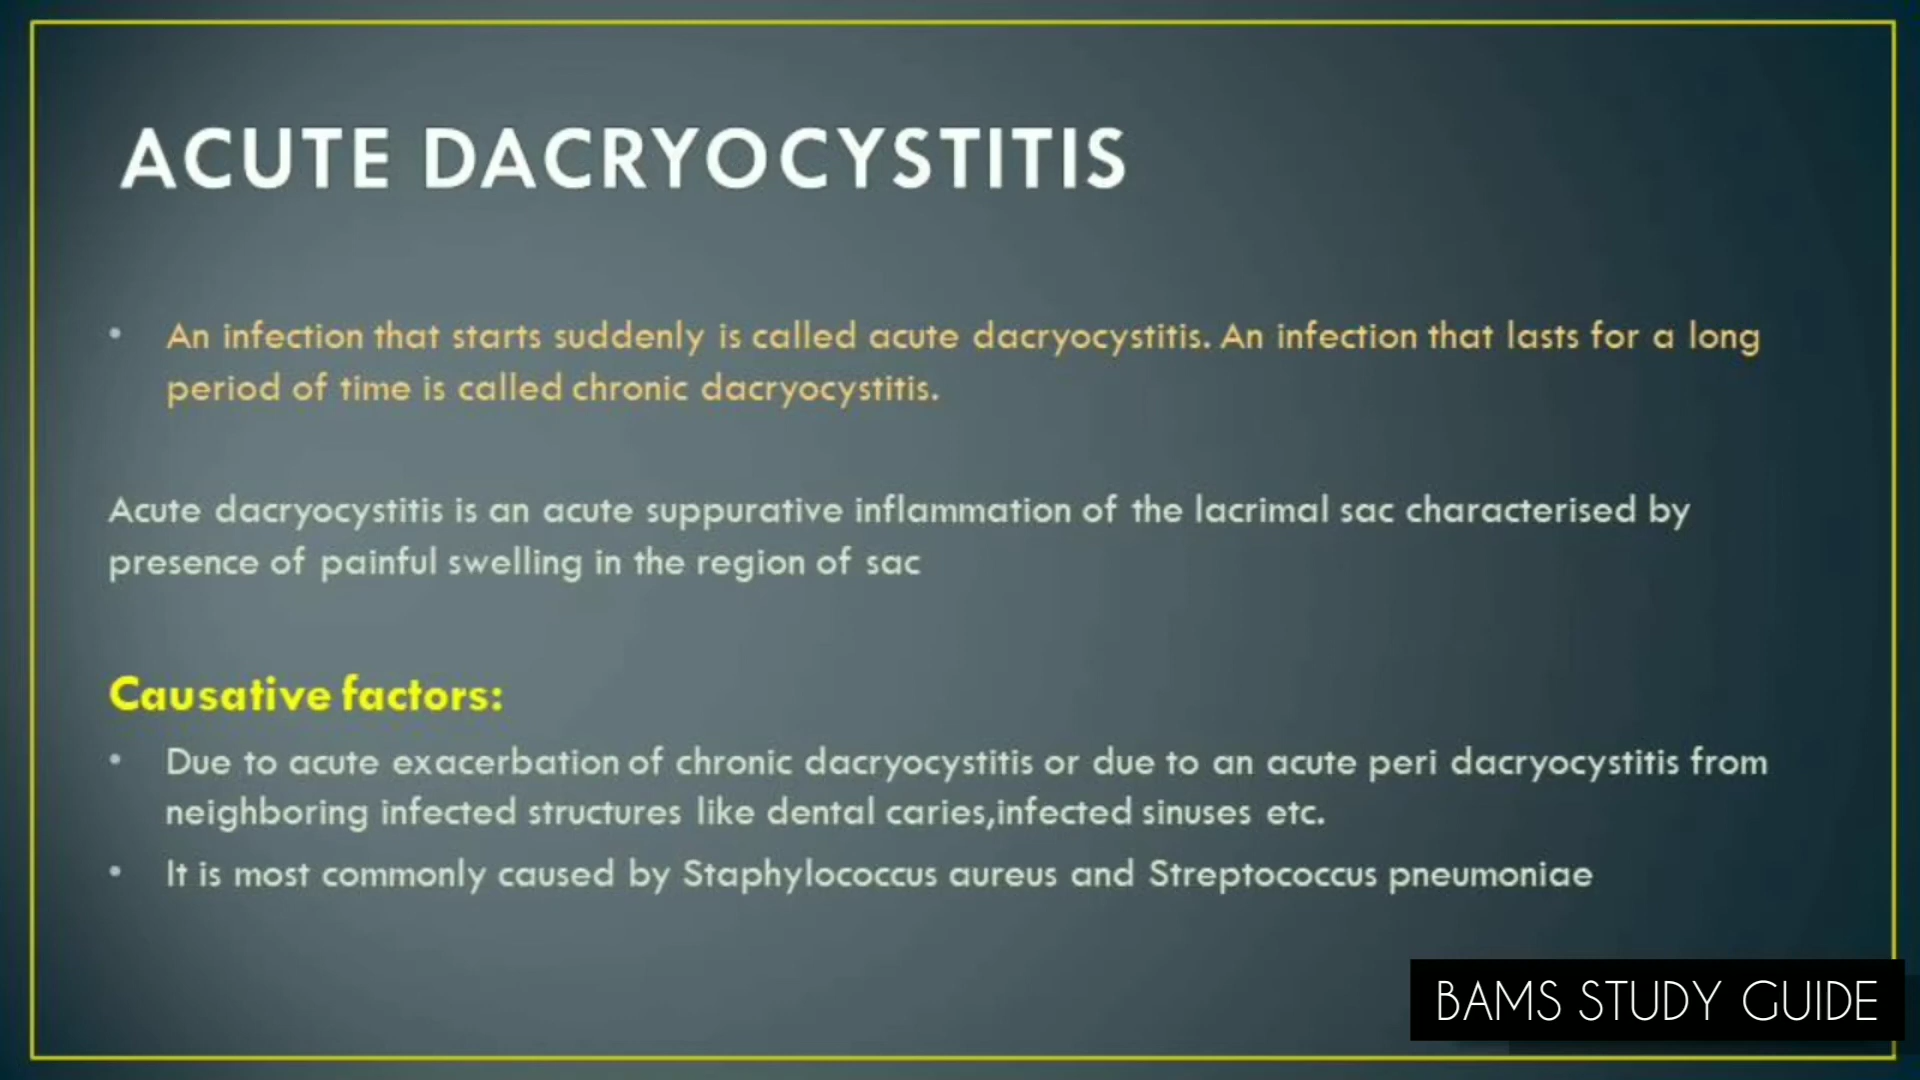 ACUTE DACRYOCYSTITIS
• An infection that starts suddenly is called acute dacryocystitis. An infection that lasts for a long
period of time is called chronic dacryocystitis.
Acute dacryocystitis is an acute suppurative inflammation of the lacrimal sac characterised by
presence of painful swelling in the region of sac
Causative factors:
• Due to acute exacerbation of chronic dacryocystitis or due to an acute peri dacryocystitis from
neighboring infected structures like dental caries,infected sinuses etc.
• It is most commonly caused by Staphylococcus aureus and Streptococcus pneumoniae
BAMS STUDY GUIDE